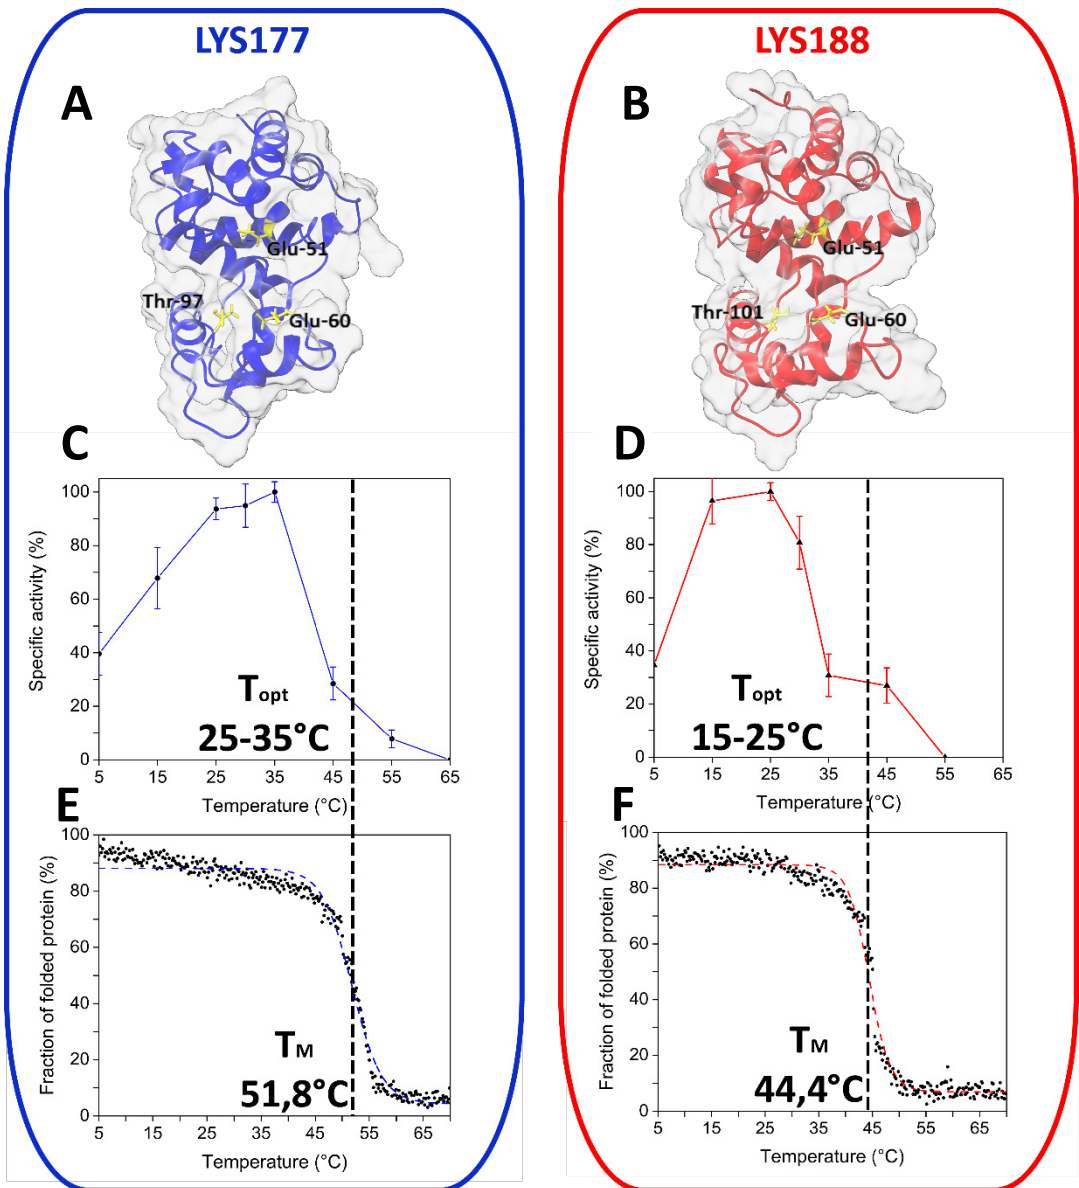 LYS177
LYS188
A
B
Glu-51
Thr-97
Glu-60
Glu-51
Thr-101
Glu-60
C
D
Specific activity (%)
100
80
60
40
20
0
5 15 25 35 45 55 65
Temperature (°C)
Topt
25-35°C
Specific activity (%)
100
80
60
40
20
0
5 15 25 35 45 55 65
Temperature (°C)
Topt
15-25°C
E
F
Fraction of folded protein (%)
100
80
60
40
20
0
5 15 25 35 45 55 65
Temperature (°C)
TM
51,8°C
Fraction of folded protein (%)
100
80
60
40
20
0
5 15 25 35 45 55 65
Temperature (°C)
TM
44,4°C